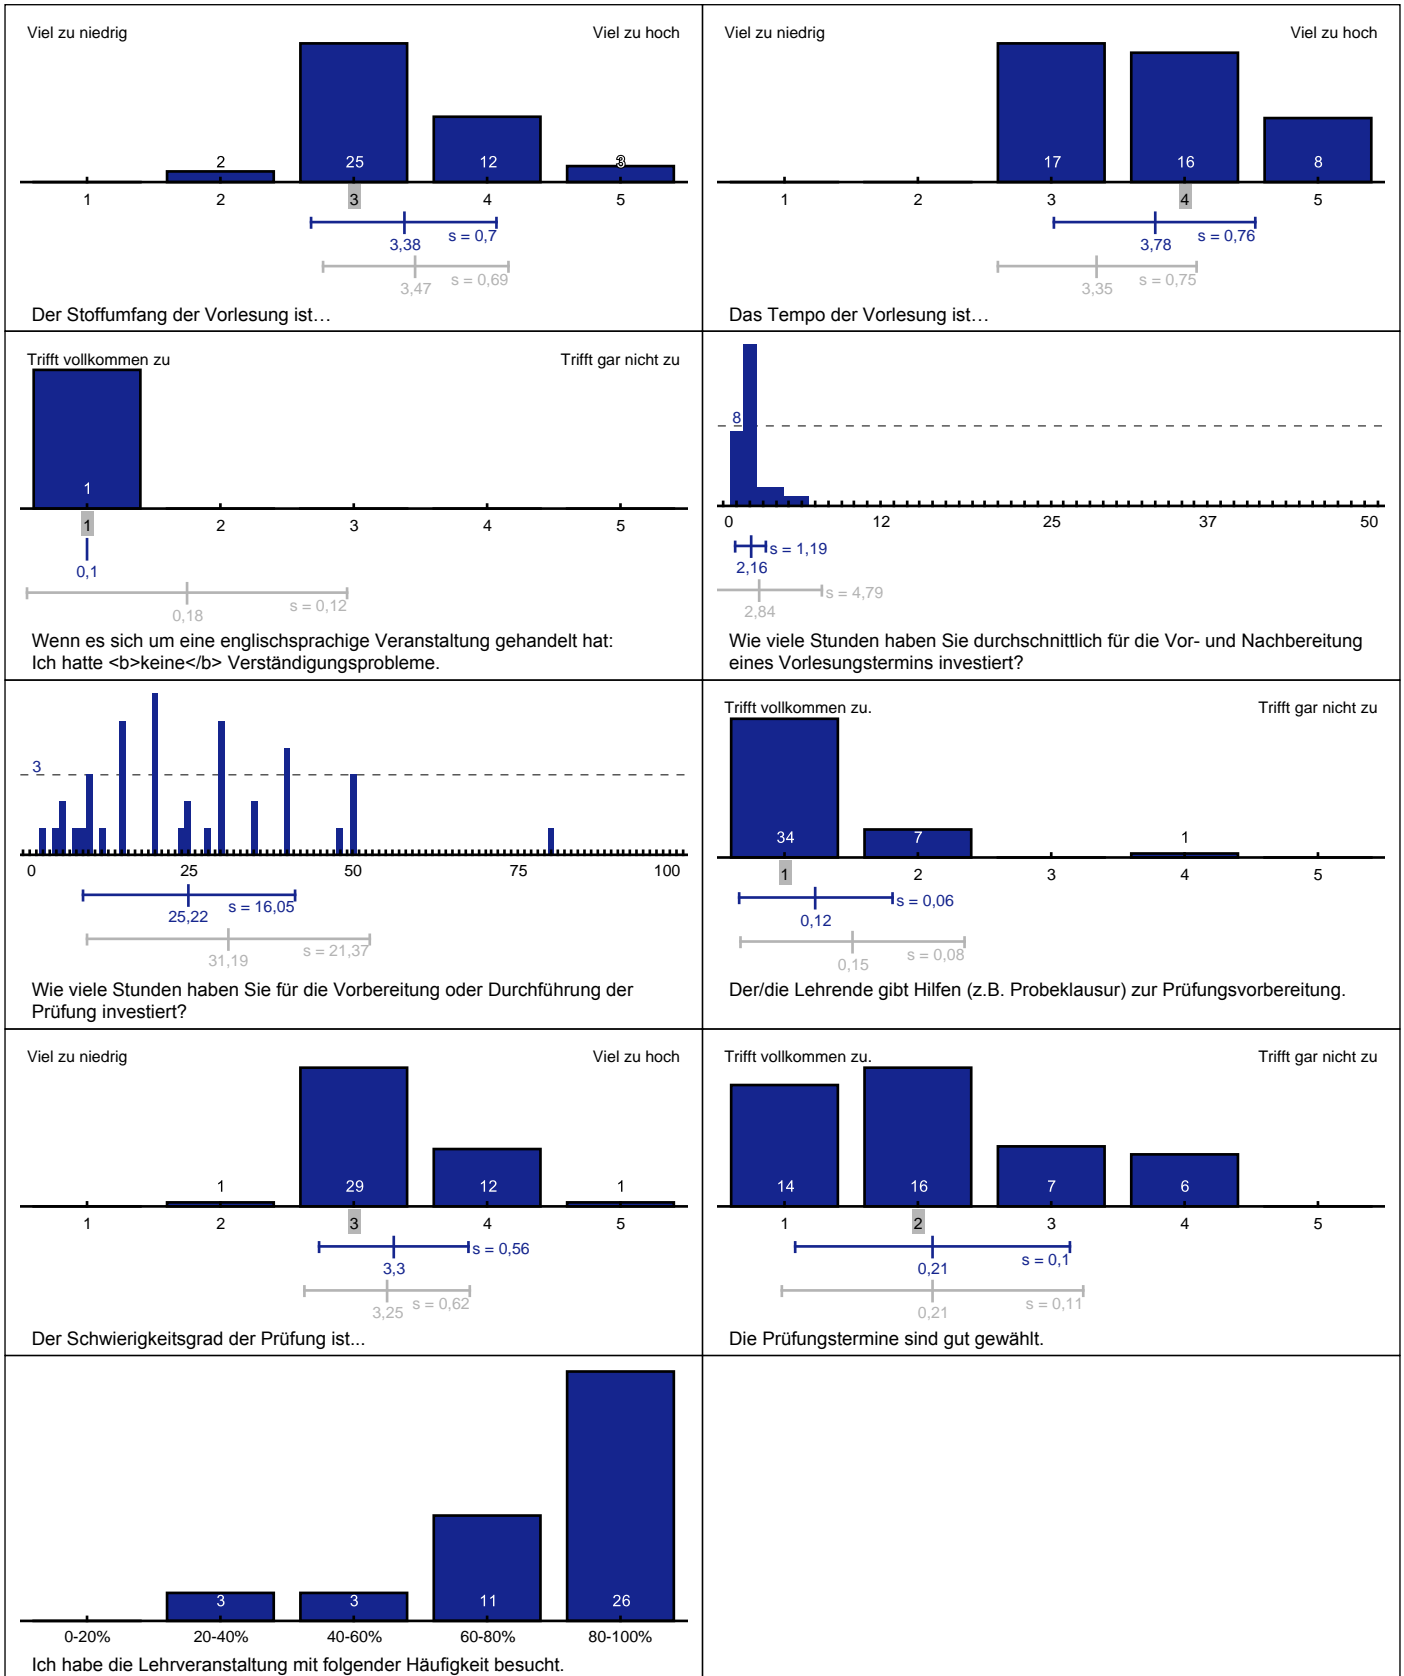 Viel zu niedrig Viel zu hoch
2 25 12 3
1 2 3 4 5
3,38 s = 0,7
3,47 s = 0,69
Der Stoffumfang der Vorlesung ist…
Viel zu niedrig Viel zu hoch
17 16 8
1 2 3 4 5
3,78 s = 0,76
3,35 s = 0,75
Das Tempo der Vorlesung ist…
Trifft vollkommen zu Trifft gar nicht zu
1
1 2 3 4 5
0,1
0,18 s = 0,12
Wenn es sich um eine englischsprachige Veranstaltung gehandelt hat:
Ich hatte <b>keine</b> Verständigungsprobleme.
8
0 12 25 37 50
s = 1,19
2,16
s = 4,79
2,84
Wie viele Stunden haben Sie durchschnittlich für die Vor- und Nachbereitung
eines Vorlesungstermins investiert?
3
0 25 50 75 100
25,22 s = 16,05
31,19 s = 21,37
Wie viele Stunden haben Sie für die Vorbereitung oder Durchführung der
Prüfung investiert?
Trifft vollkommen zu. Trifft gar nicht zu
34 7 1
1 2 3 4 5
0,12 s = 0,06
0,15 s = 0,08
Der/die Lehrende gibt Hilfen (z.B. Probeklausur) zur Prüfungsvorbereitung.
Viel zu niedrig Viel zu hoch
1 29 12 1
1 2 3 4 5
3,3 s = 0,56
3,25 s = 0,62
Der Schwierigkeitsgrad der Prüfung ist...
Trifft vollkommen zu. Trifft gar nicht zu
14 16 7 6
1 2 3 4 5
0,21 s = 0,1
0,21 s = 0,11
Die Prüfungstermine sind gut gewählt.
3 3 11 26
0-20% 20-40% 40-60% 60-80% 80-100%
Ich habe die Lehrveranstaltung mit folgender Häufigkeit besucht.